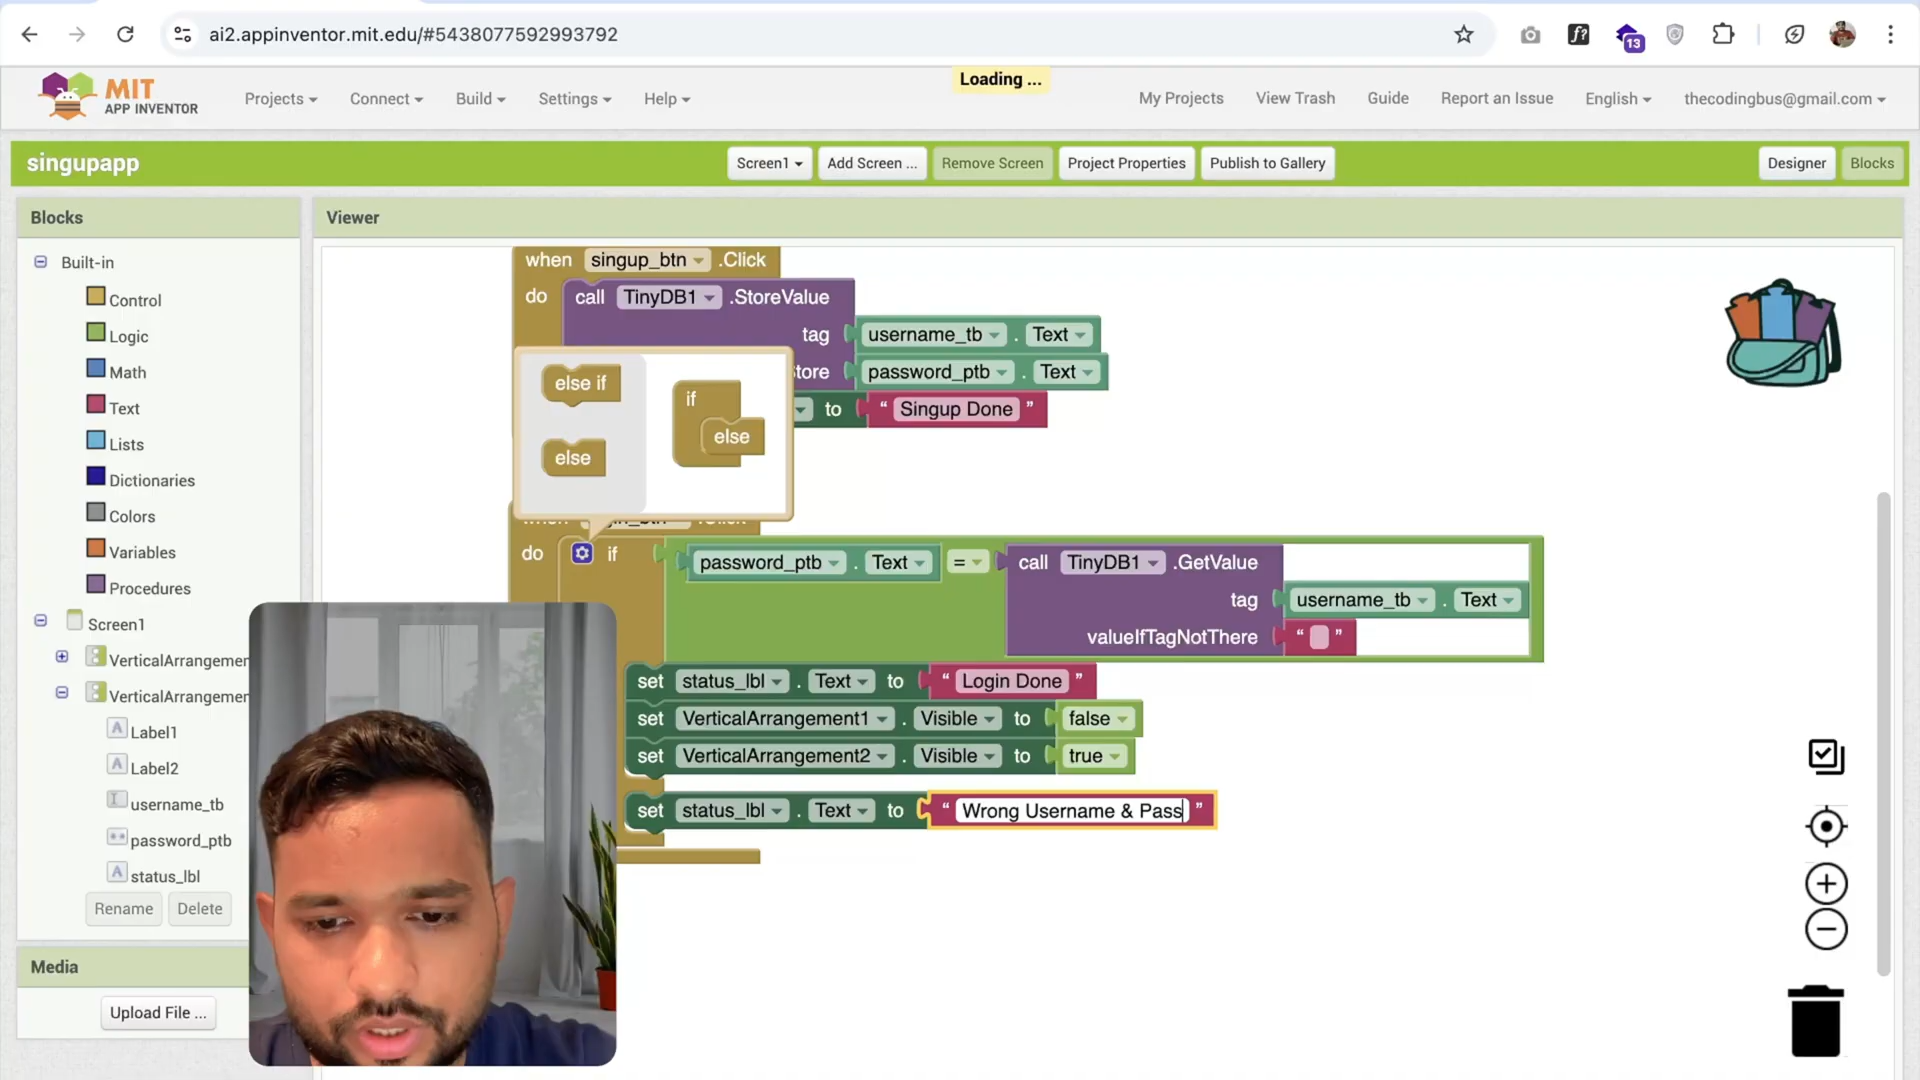 ai2.appinventor.mit.edu/#5438077592993792
13
MIT
APP INVENTOR
Projects
Connect
Build
Settings
Help
Loading ...
My Projects
View Trash
Guide
Report an Issue
English
thecodingbus@gmail.com
singupapp
Screen1
Add Screen ...
Remove Screen
Project Properties
Publish to Gallery
Designer
Blocks
Blocks
Built-in
Control
Logic
Math
Text
Lists
Dictionaries
Colors
Variables
Procedures
Screen1
VerticalArrangemen
VerticalArrangemen
Label1
Label2
username_tb
password_ptb
status_lbl
Rename
Delete
Media
Upload File ...
Viewer
when singup_btn .Click
do call TinyDB1 .StoreValue
tag username_tb . Text
tore password_ptb . Text
to “ Singup Done ”
else if
else
if
else
do if password_ptb . Text = call TinyDB1 .GetValue
tag username_tb . Text
valueIfTagNotThere “ ”
set status_lbl . Text to “ Login Done ”
set VerticalArrangement1 . Visible to false
set VerticalArrangement2 . Visible to true
set status_lbl . Text to “ Wrong Username & Pass ”